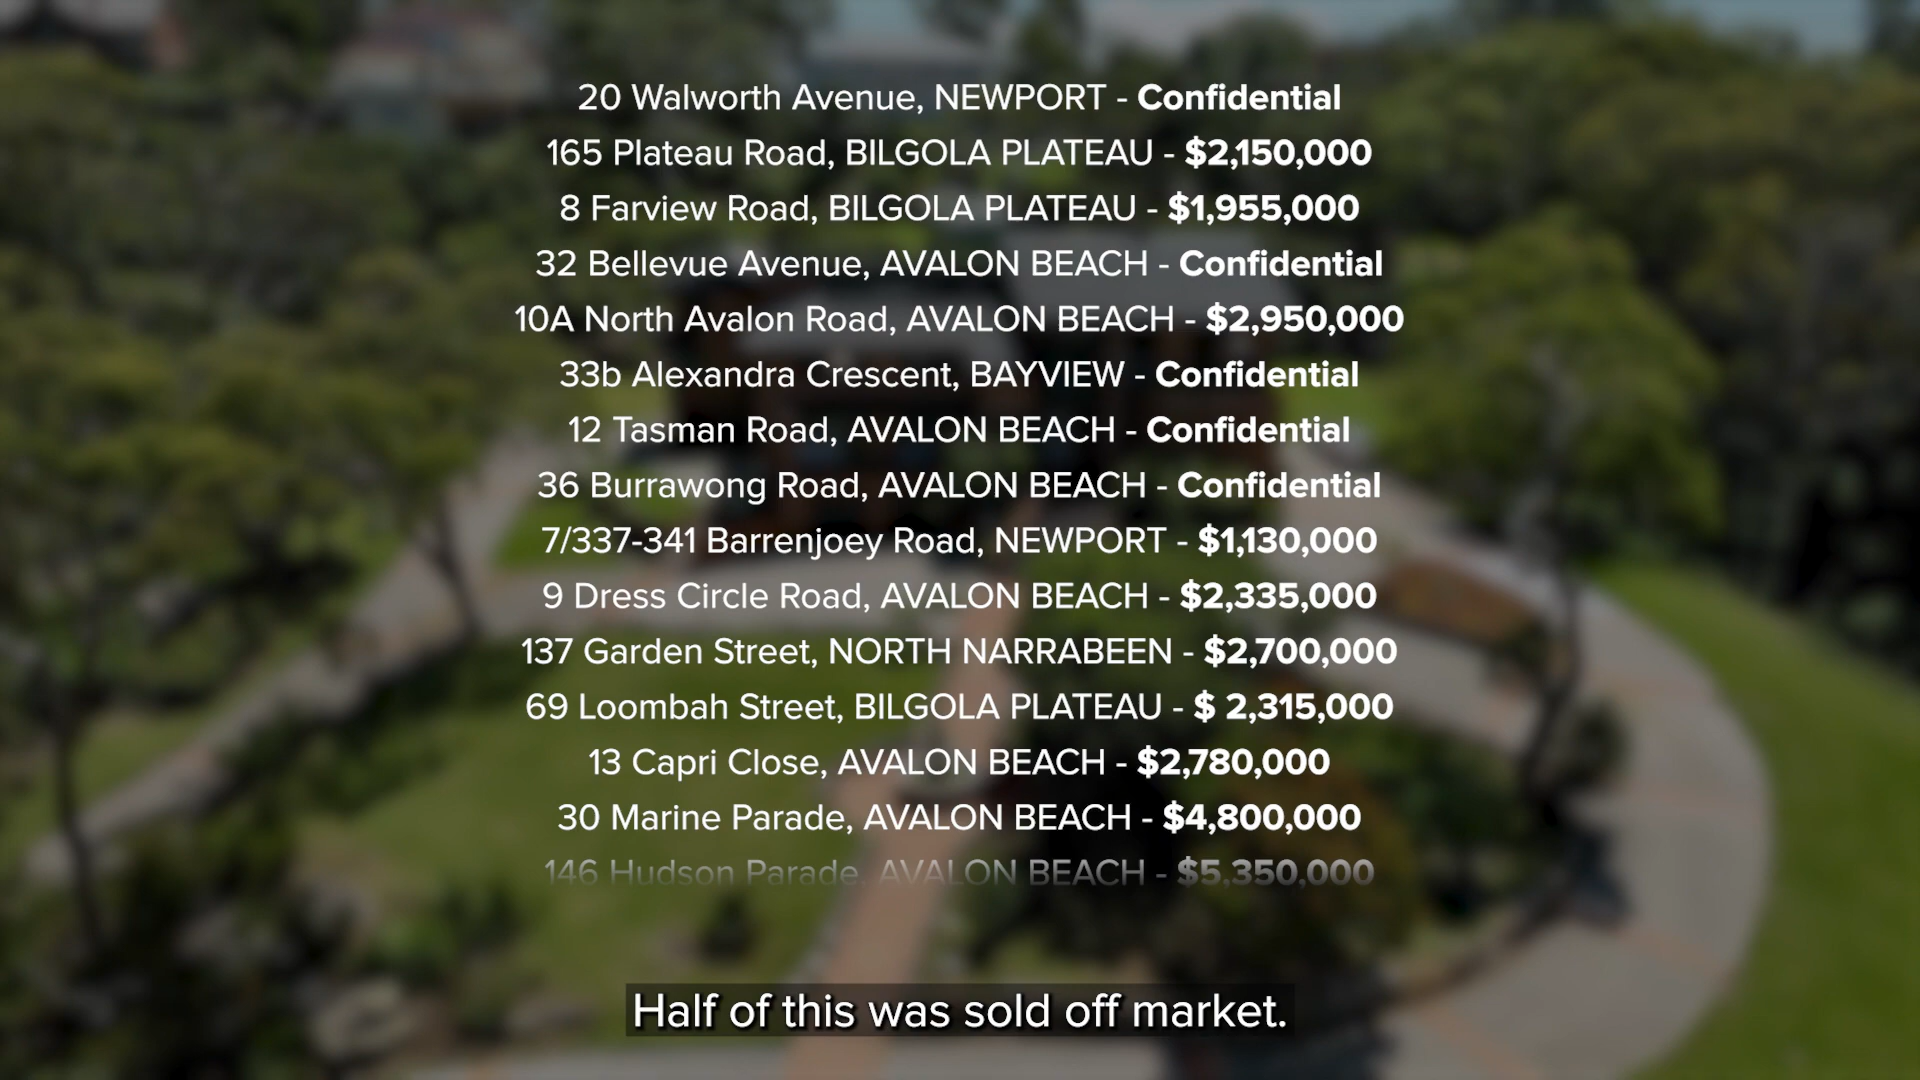 20 Walworth Avenue, NEWPORT - Confidential
165 Plateau Road, BILGOLA PLATEAU - $2,150,000
8 Farview Road, BILGOLA PLATEAU - $1,955,000
32 Bellevue Avenue, AVALON BEACH - Confidential
10A North Avalon Road, AVALON BEACH - $2,950,000
33b Alexandra Crescent, BAYVIEW - Confidential
12 Tasman Road, AVALON BEACH - Confidential
36 Burrawong Road, AVALON BEACH - Confidential
7/337-341 Barrenjoey Road, NEWPORT - $1,130,000
9 Dress Circle Road, AVALON BEACH - $2,335,000
137 Garden Street, NORTH NARRABEEN - $2,700,000
69 Loombah Street, BILGOLA PLATEAU - $ 2,315,000
13 Capri Close, AVALON BEACH - $2,780,000
30 Marine Parade, AVALON BEACH - $4,800,000
146 Hudson Parade, AVALON BEACH - $5,350,000
Half of this was sold off market.